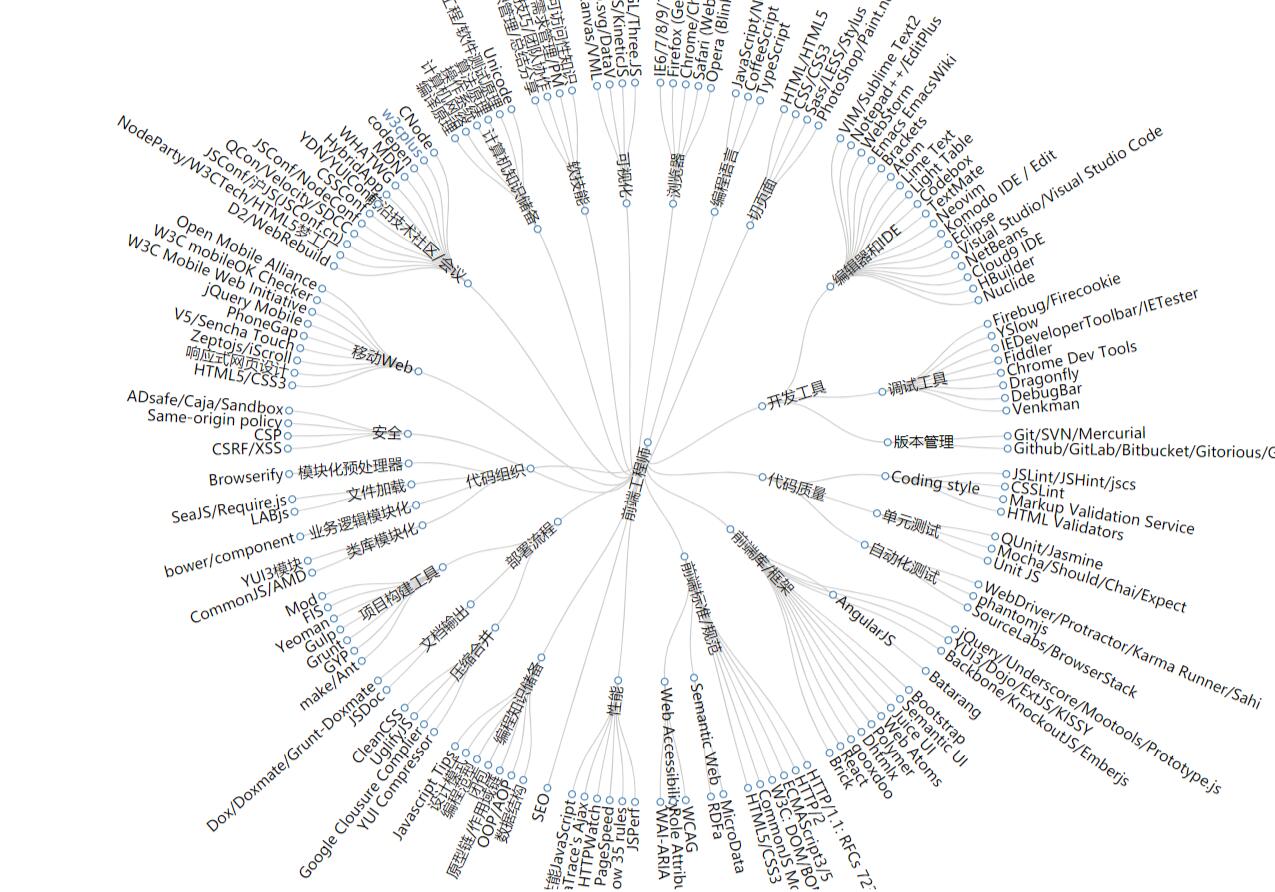 前端工程师
浏览器
IE6/7/8/9/
Firefox (Ge
Chrome/Ch
Safari (Web
Opera (Blin
编程语言
JavaScript/N
CoffeeScript
TypeScript
切页面
HTML/HTML5
CSS/CSS3
Sass/LESS/Stylus
PhotoShop/Paint.n
开发工具
编辑器和IDE
VIM/Sublime Text2
Notepad++/EditPlus
WebStorm
Emacs EmacsWiki
Brackets
Atom
Lime Text
Light Table
Codebox
TextMate
Neovim
Komodo IDE / Edit
Eclipse
Visual Studio/Visual Studio Code
NetBeans
Cloud9 IDE
HBuilder
Nuclide
调试工具
Firebug/Firecookie
YSlow
IEDeveloperToolbar/IETester
Fiddler
Chrome Dev Tools
Dragonfly
DebugBar
Venkman
版本管理
Git/SVN/Mercurial
Github/GitLab/Bitbucket/Gitorious/G
代码质量
Coding style
JSLint/JSHint/jscs
CSSLint
Markup Validation Service
HTML Validators
单元测试
QUnit/Jasmine
Mocha/Should/Chai/Expect
Unit JS
自动化测试
WebDriver/Protractor/Karma Runner/Sahi
phantomjs
SourceLabs/BrowserStack
前端库/框架
jQuery/Underscore/Mootools/Prototype.js
YUI3/Dojo/ExtJS/KISSY
Backbone/KnockoutJS/Emberjs
AngularJS
Batarang
Bootstrap
Semantic UI
Juice UI
Web Atoms
Polymer
Dhtmlx
qooxdoo
React
Brick
前端标准/规范
HTTP/1.1: RFCs 723
HTTP/2
ECMAScript3/5
W3C: DOM/BOM
CommonJS Mo
HTML5/CSS3
Semantic Web
MicroData
RDFa
Web Accessibili
WCAG
Role Attribu
WAI-ARIA
性能
JSPerf
ow 35 rules
PageSpeed
HTTPWatch
aTrace's Ajax
能JavaScript
SEO
编程知识储备
数据结构
OOP/AOP
原型链/作用域链
闭包
编程范型
设计模式
Javascript Tips
部署流程
压缩合并
YUI Compressor
Google Clousure Complier
UglifyJS
CleanCSS
文档输出
JSDoc
Dox/Doxmate/Grunt-Doxmate
项目构建工具
make/Ant
GYP
Grunt
Gulp
Yeoman
FIS
Mod
代码组织
类库模块化
CommonJS/AMD
YUI3模块
业务逻辑模块化
bower/component
文件加载
LABjs
SeaJS/Require.js
模块化预处理器
Browserify
安全
CSRF/XSS
CSP
Same-origin policy
ADsafe/Caja/Sandbox
移动Web
HTML5/CSS3
响应式网页设计
Zeptojs/iScroll
V5/Sencha Touch
PhoneGap
jQuery Mobile
W3C Mobile Web Initiative
W3C mobileOK Checker
Open Mobile Alliance
前沿技术社区/会议
D2/WebRebuild
NodeParty/W3CTech/HTML5梦工厂
JSConf/沪JS(JSConf.cn)
QCon/Velocity/SDCC
JSConf/NodeConf
CSSConf
YDN/YUIConf
HybridApp
WHATWG
MDN
codepen
w3cplus
CNode
计算机知识储备
编译原理
计算机网络
操作系统
算法原理
工程/软件测试原理
Unicode
软技能
管理/总结分享
技巧/团队协作
需求管理/PM
可访问性知识
可视化
Canvas/VML
.svg/DataV
S/KineticJS
GL/Three.JS